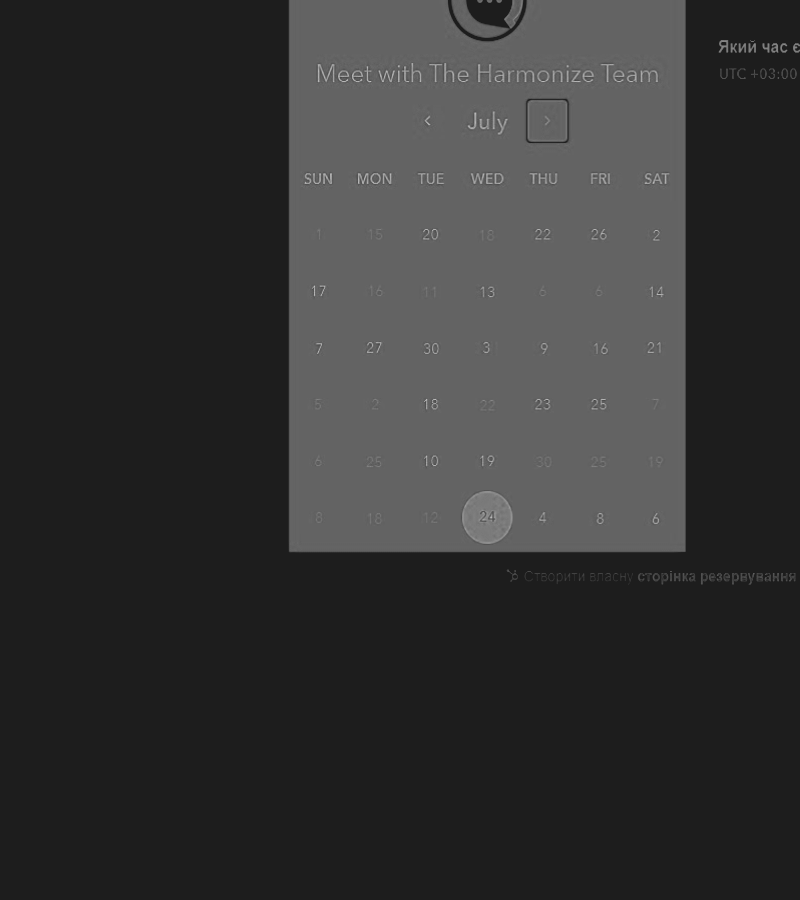 Meet with The Harmonize Team
Який час є
UTC +03:00
July
SUN MON TUE WED THU FRI SAT
1 15 20 18 22 26 2
17 16 11 13 6 6 14
7 27 30 3 9 16 21
5 2 18 22 23 25 7
6 25 10 19 30 25 19
8 18 12 24 4 8 6
Створити власну сторінка резервування